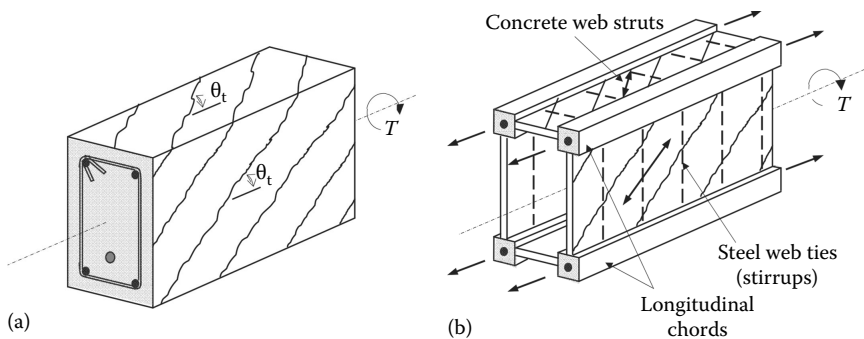 θt
θt
T
(a)
Concrete web struts
T
Steel web ties
(stirrups)
Longitudinal
chords
(b)